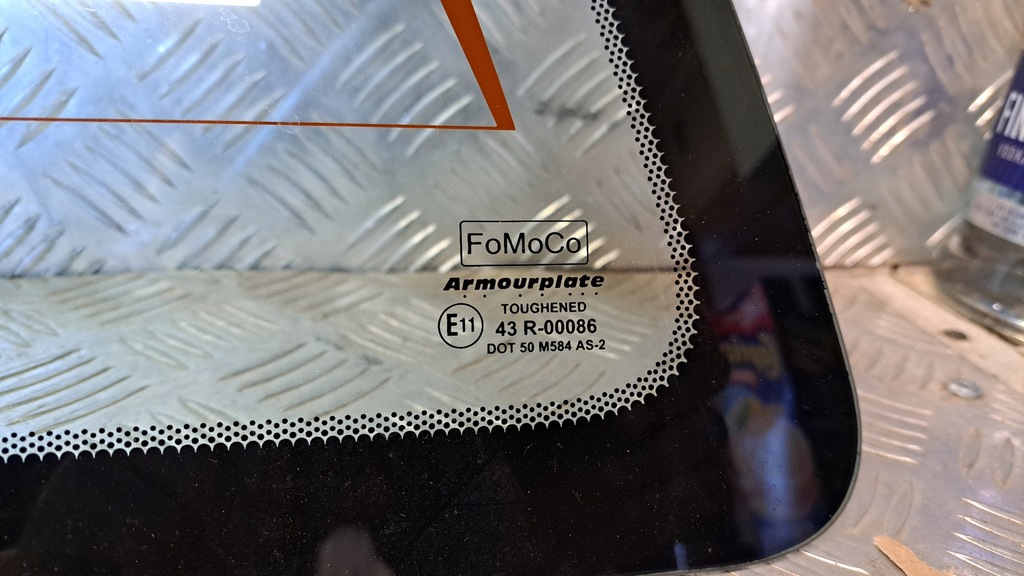 FoMoCo
Armourplate
TOUGHENED
E11 43 R-00086
DOT 50 M584 AS-2